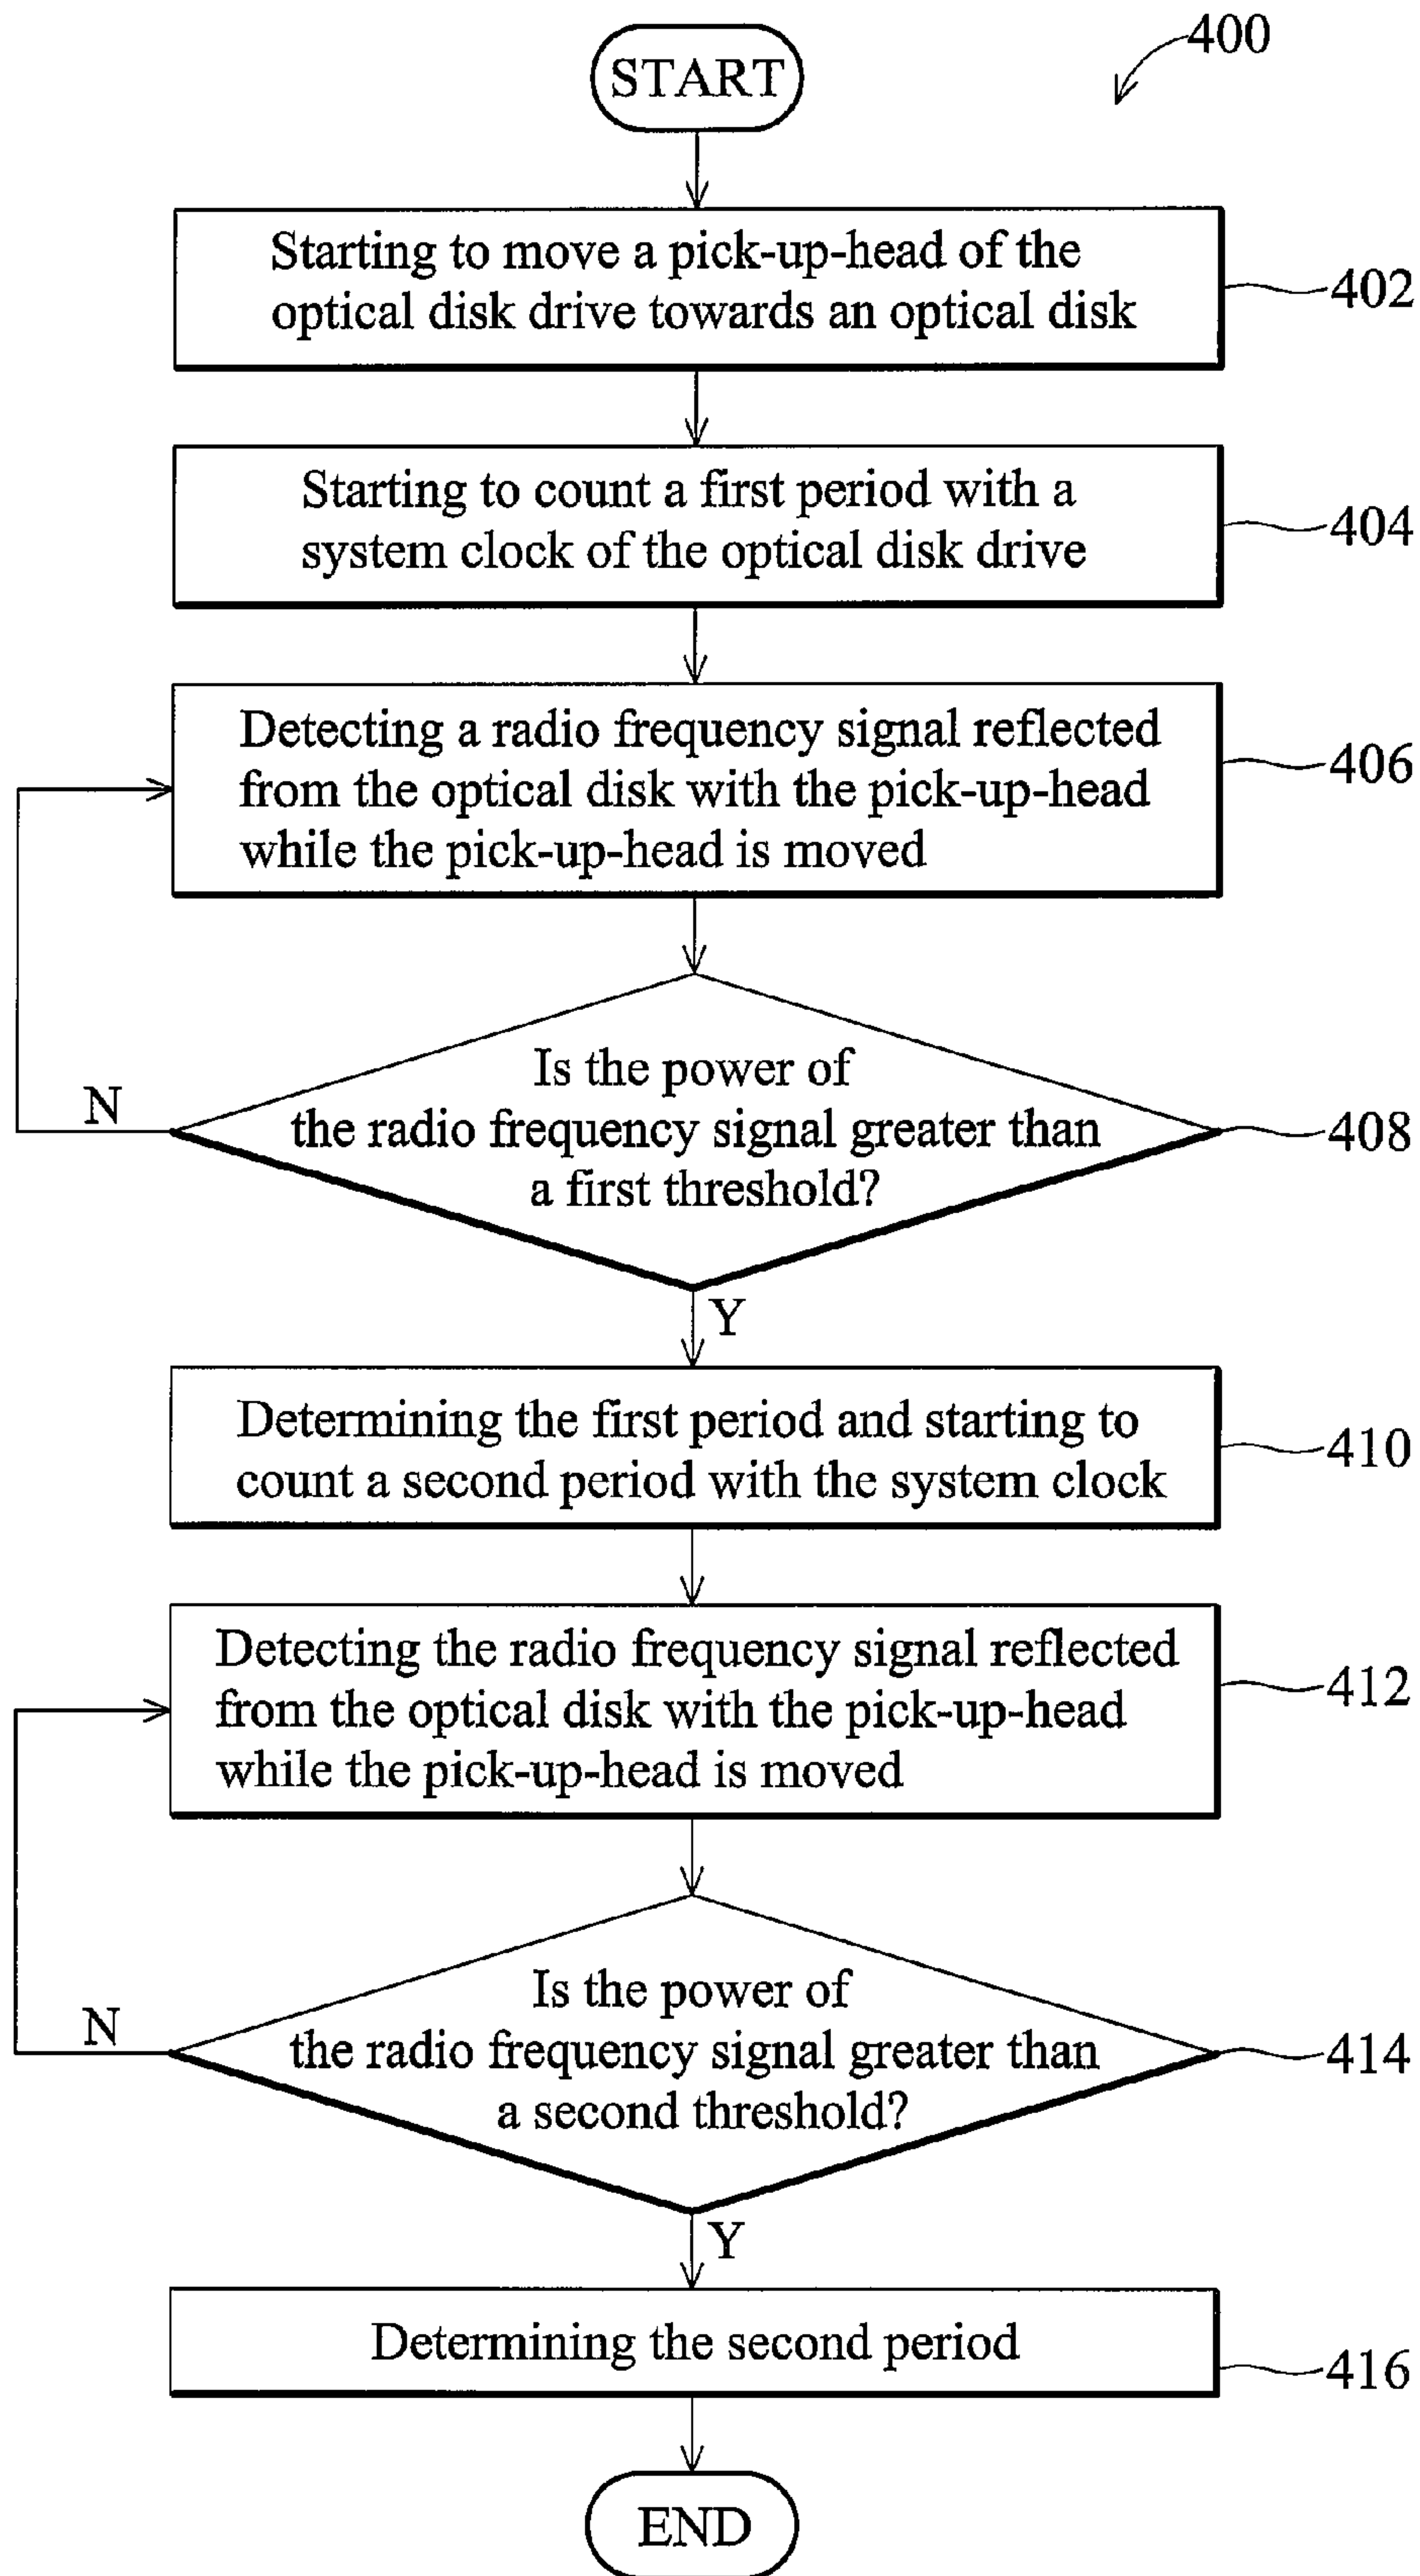 400
START
Starting to move a pick-up-head of the
optical disk drive towards an optical disk
402
Starting to count a first period with a
system clock of the optical disk drive
404
Detecting a radio frequency signal reflected
from the optical disk with the pick-up-head
while the pick-up-head is moved
406
Is the power of
the radio frequency signal greater than
a first threshold?
408
N
Y
Determining the first period and starting to
count a second period with the system clock
410
Detecting the radio frequency signal reflected
from the optical disk with the pick-up-head
while the pick-up-head is moved
412
Is the power of
the radio frequency signal greater than
a second threshold?
414
N
Y
Determining the second period
416
END